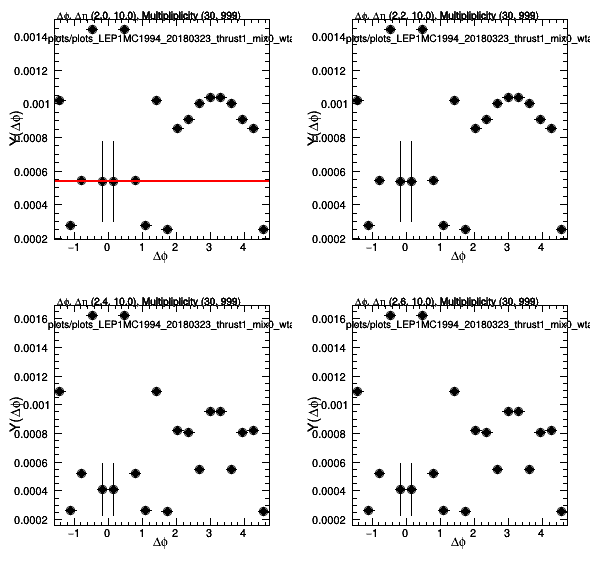 Δϕ, Δη (2.0, 10.0), Multipliplicity (30, 999)
plots/plots_LEP1MC1994_20180323_thrust1_mix0_wta
0.0014
0.0012
0.001
0.0008
0.0006
0.0004
0.0002
Y(Δϕ)
−1 0 1 2 3 4
Δϕ
Δϕ, Δη (2.2, 10.0), Multipliplicity (30, 999)
plots/plots_LEP1MC1994_20180323_thrust1_mix0_wta
0.0014
0.0012
0.001
0.0008
0.0006
0.0004
0.0002
Y(Δϕ)
−1 0 1 2 3 4
Δϕ
Δϕ, Δη (2.4, 10.0), Multipliplicity (30, 999)
plots/plots_LEP1MC1994_20180323_thrust1_mix0_wta
0.0016
0.0014
0.0012
0.001
0.0008
0.0006
0.0004
0.0002
Y(Δϕ)
−1 0 1 2 3 4
Δϕ
Δϕ, Δη (2.6, 10.0), Multipliplicity (30, 999)
plots/plots_LEP1MC1994_20180323_thrust1_mix0_wta
0.0016
0.0014
0.0012
0.001
0.0008
0.0006
0.0004
0.0002
Y(Δϕ)
−1 0 1 2 3 4
Δϕ